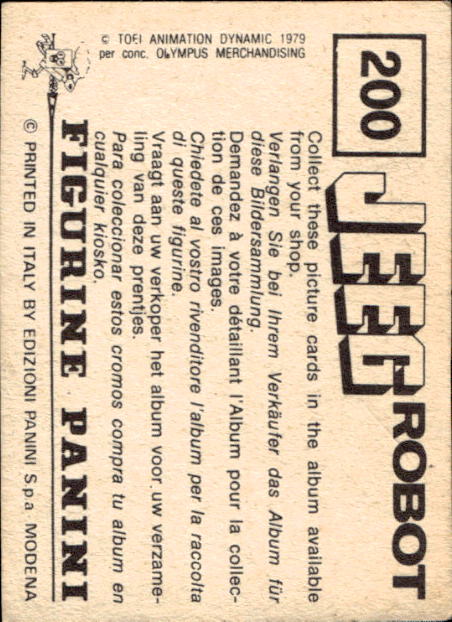 © TOEI ANIMATION DYNAMIC 1979
per conc. OLYMPUS MERCHANDISING
200
JEEG ROBOT
Collect these picture cards in the album available
from your shop.
Verlangen Sie bei Ihrem Verkäufer das Album für
diese Bildersammlung.
Demandez à votre détaillant l'Album pour la collec-
tion de ces images.
Chiedete al vostro rivenditore l'album per la raccolta
di queste figurine.
Vraagt aan uw verkoper het album voor uw verzame-
ling van deze prentjes.
Para coleccionar estos cromos compra tu album en
cualquier kiosko.
FIGURINE PANINI
© PRINTED IN ITALY BY EDIZIONI PANINI S.p.a. MODENA